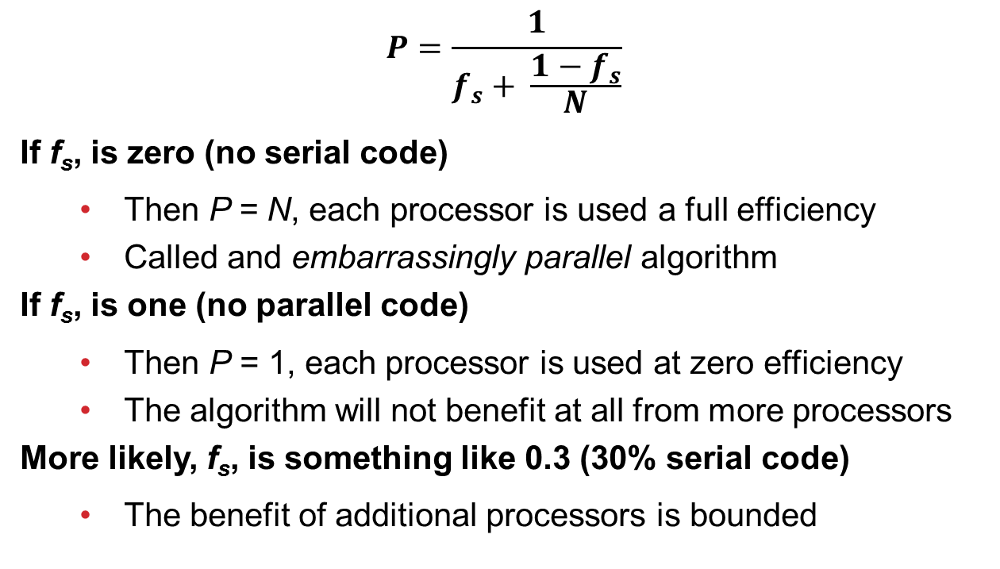 P = 1 / (f_s + (1 − f_s) / N)
If f_s, is zero (no serial code)
• Then P = N, each processor is used a full efficiency
• Called and embarrassingly parallel algorithm
If f_s, is one (no parallel code)
• Then P = 1, each processor is used at zero efficiency
• The algorithm will not benefit at all from more processors
More likely, f_s, is something like 0.3 (30% serial code)
• The benefit of additional processors is bounded